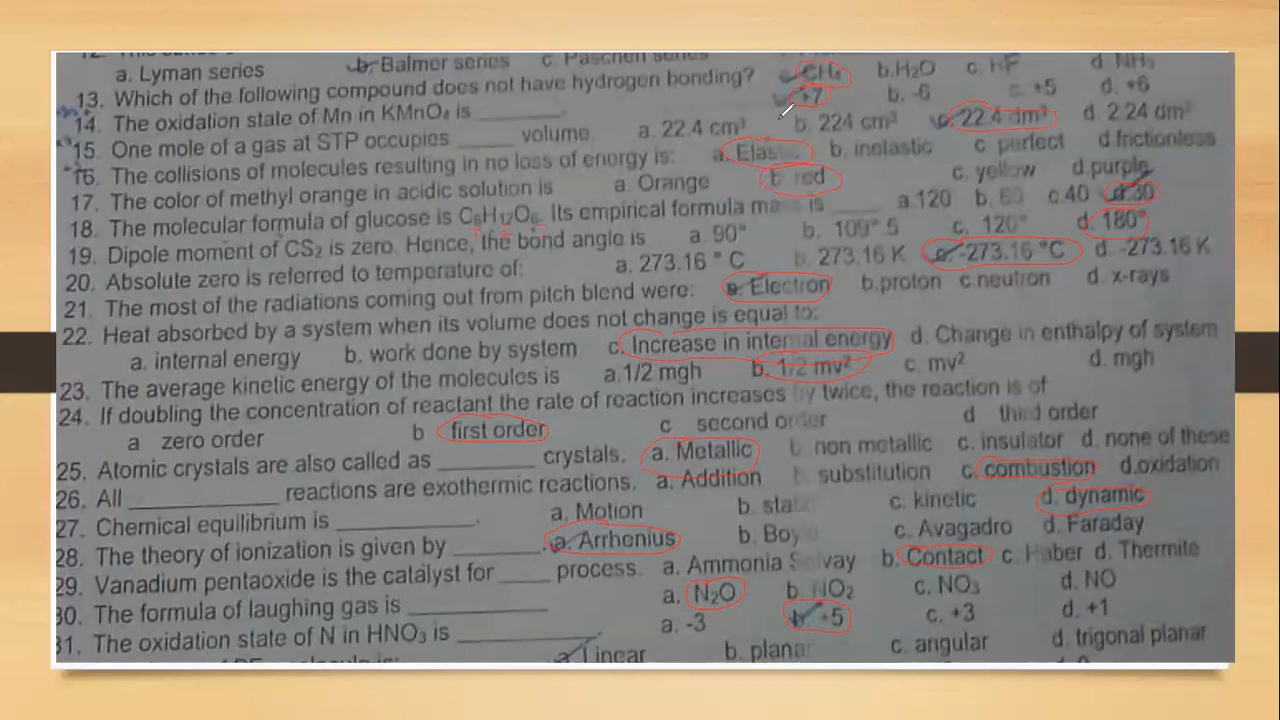 a. Lyman series b. Balmer series c. Paschen series
13. Which of the following compound does not have hydrogen bonding? a. CH₄ b.H₂O c. HF d. NH₃
14. The oxidation state of Mn in KMnO₄ is ________ a. +7 b. -6 c. +5 d. +6
15. One mole of a gas at STP occupies _____ volume. a. 22.4 cm³ b. 224 cm³ c. 22.4 dm³ d. 2.24 dm³
16. The collisions of molecules resulting in no loss of energy is: a. Elastic b. inelastic c perfect d.frictionless
17. The color of methyl orange in acidic solution is a. Orange b red c. yellow d.purple
18. The molecular formula of glucose is C₆H₁₂O₆. Its empirical formula mass is ____ a.120 b. 60 c.40 d.30
19. Dipole moment of CS₂ is zero. Hence, the bond angle is a. 90° b. 109° 5 c. 120° d. 180°
20. Absolute zero is referred to temperature of: a. 273.16 ° C b. 273.16 K c. -273.16 °C d. -273.16 K
21. The most of the radiations coming out from pitch blend were: a. Electron b.proton c.neutron d. x-rays
22. Heat absorbed by a system when its volume does not change is equal to:
a. internal energy b. work done by system c. Increase in internal energy d. Change in enthalpy of system
23. The average kinetic energy of the molecules is a.1/2 mgh b. 1/2 mv² c. mv² d. mgh
24. If doubling the concentration of reactant the rate of reaction increases by twice, the reaction is of
a zero order b first order c second order d third order
25. Atomic crystals are also called as ________ crystals. a. Metallic b non metallic c. insulator d. none of these
26. All ____________ reactions are exothermic reactions. a. Addition b. substitution c. combustion d.oxidation
27. Chemical equilibrium is ____________. a. Motion b. static c. kinetic d. dynamic
28. The theory of ionization is given by ________. a. Arrhenius b. Boyle c. Avagadro d. Faraday
29. Vanadium pentaoxide is the catalyst for _____ process. a. Ammonia Solvay b. Contact c. Haber d. Thermite
30. The formula of laughing gas is ____________ a. N₂O b. NO₂ c. NO₃ d. NO
31. The oxidation state of N in HNO₃ is ____________. a. -3 b. +5 c. +3 d. +1
a. Linear b. planar c. angular d. trigonal planar